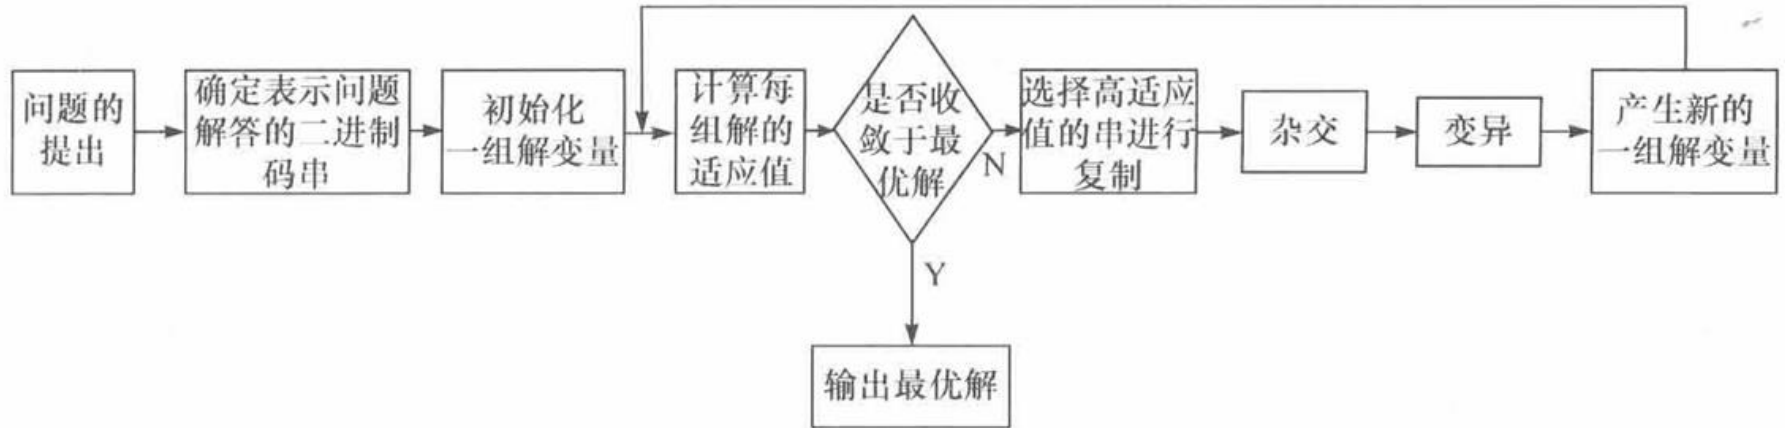 问题的
提出
确定表示问题
解答的二进制
码串
初始化
一组解变量
计算每
组解的
适应值
是否收
敛于最
优解
N
选择高适应
值的串进行
复制
杂交
变异
产生新的
一组解变量
Y
输出最优解